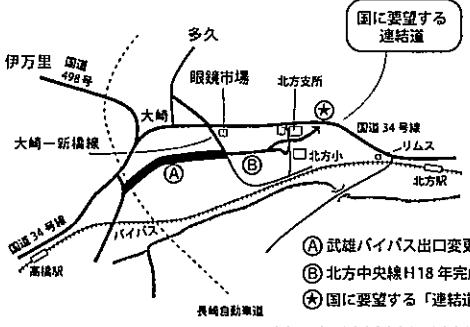 国に要望する
連結道
多久
伊万里
国道
498号
眼鏡市場
北方支所
大崎
★
国道34号線
大崎ー新橋線
リムス
Ⓐ
Ⓑ
北方小
北方駅
国道34号線
バイパス
高橋駅
長崎自動車道
Ⓐ 武雄バイパス出口変更
Ⓑ 北方中央線H18年完
★ 国に要望する「連結道